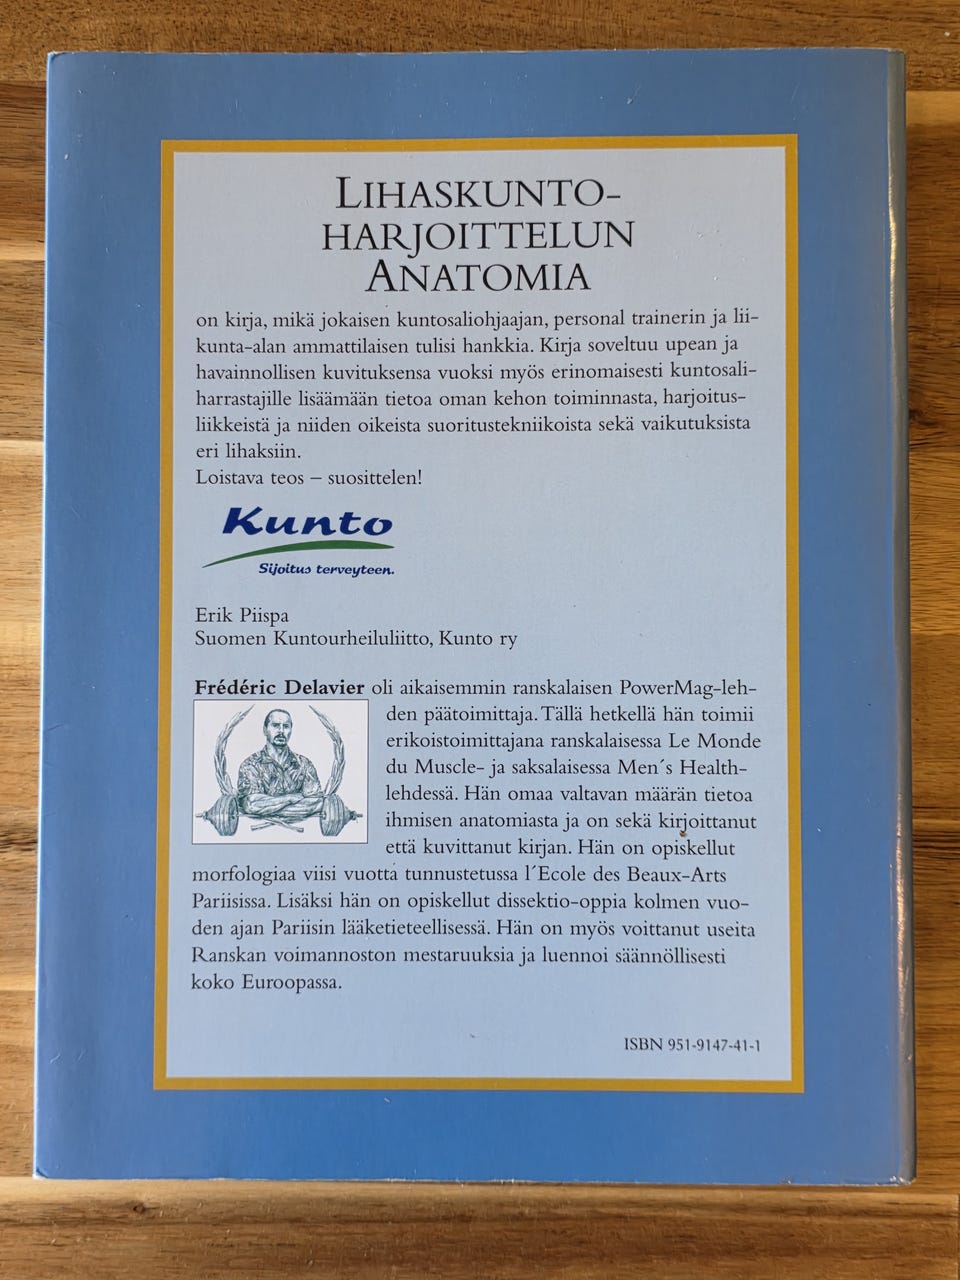 LIHASKUNTO-
HARJOITTELUN
ANATOMIA
on kirja, mikä jokaisen kuntosaliohjaajan, personal trainerin ja lii-
kunta-alan ammattilaisen tulisi hankkia. Kirja soveltuu upean ja
havainnollisen kuvituksensa vuoksi myös erinomaisesti kuntosali-
harrastajille lisäämään tietoa oman kehon toiminnasta, harjoitus-
liikkeistä ja niiden oikeista suoritustekniikoista sekä vaikutuksista
eri lihaksiin.
Loistava teos – suosittelen!
Kunto
Sijoitus terveyteen.
Erik Piispa
Suomen Kuntourheiluliitto, Kunto ry
Frédéric Delavier oli aikaisemmin ranskalaisen PowerMag-leh-
den päätoimittaja. Tällä hetkellä hän toimii
erikoistoimittajana ranskalaisessa Le Monde
du Muscle- ja saksalaisessa Men´s Health-
lehdessä. Hän omaa valtavan määrän tietoa
ihmisen anatomiasta ja on sekä kirjoittanut
että kuvittanut kirjan. Hän on opiskellut
morfologiaa viisi vuotta tunnustetussa l´Ecole des Beaux-Arts
Pariisissa. Lisäksi hän on opiskellut dissektio-oppia kolmen vuo-
den ajan Pariisin lääketieteellisessä. Hän on myös voittanut useita
Ranskan voimannoston mestaruuksia ja luennoi säännöllisesti
koko Euroopassa.
ISBN 951-9147-41-1